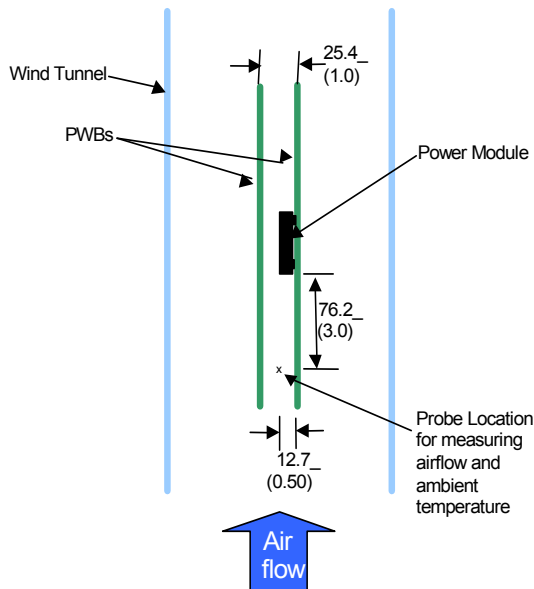 25.4_
(1.0)
Wind Tunnel
PWBs
Power Module
76.2_
(3.0)
x
Probe Location
for measuring
airflow and
ambient
temperature
12.7_
(0.50)
Air
flow